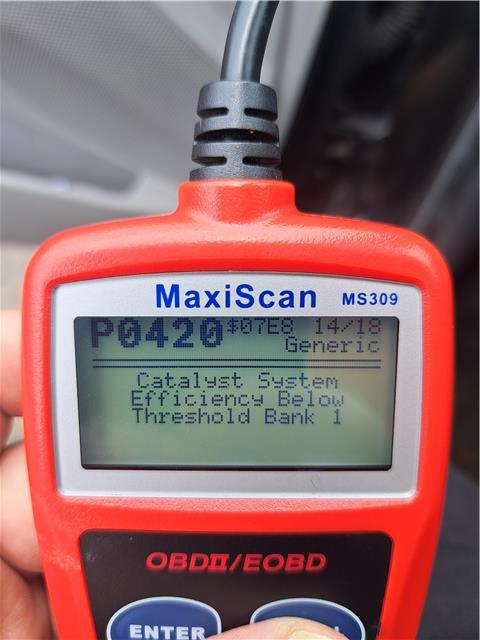 MaxiScan MS309
P0420 $07E8 14/18
Generic
Catalyst System
Efficiency Below
Threshold Bank 1
OBDII/EOBD
ENTER